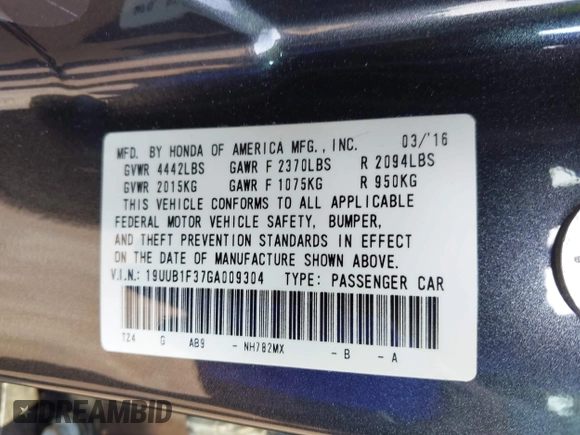 MFD. BY HONDA OF AMERICA MFG., INC. 03/'16
GVWR 4442LBS GAWR F 2370LBS R 2094LBS
GVWR 2015KG GAWR F 1075KG R 950KG
THIS VEHICLE CONFORMS TO ALL APPLICABLE
FEDERAL MOTOR VEHICLE SAFETY, BUMPER,
AND THEFT PREVENTION STANDARDS IN EFFECT
ON THE DATE OF MANUFACTURE SHOWN ABOVE.
V.I.N.: 19UUB1F37GA009304 TYPE: PASSENGER CAR
TZ4 G AB9 - NH782MX - B - A
DREAMBID